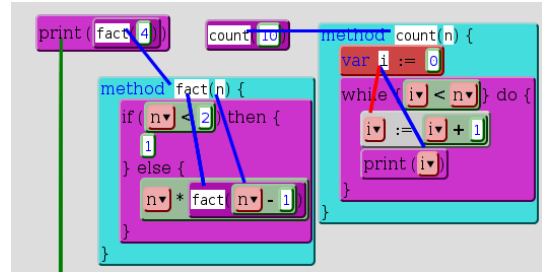 print ( fact( 4 ) )
count( 10 )
method count(n) {
var i := 0
while { i▾ < n▾ } do {
i▾ := i▾ + 1
print ( i▾ )
}
}
method fact(n) {
if ( n▾ < 2 ) then {
1
} else {
n▾ * fact( n▾ - 1 )
}
}